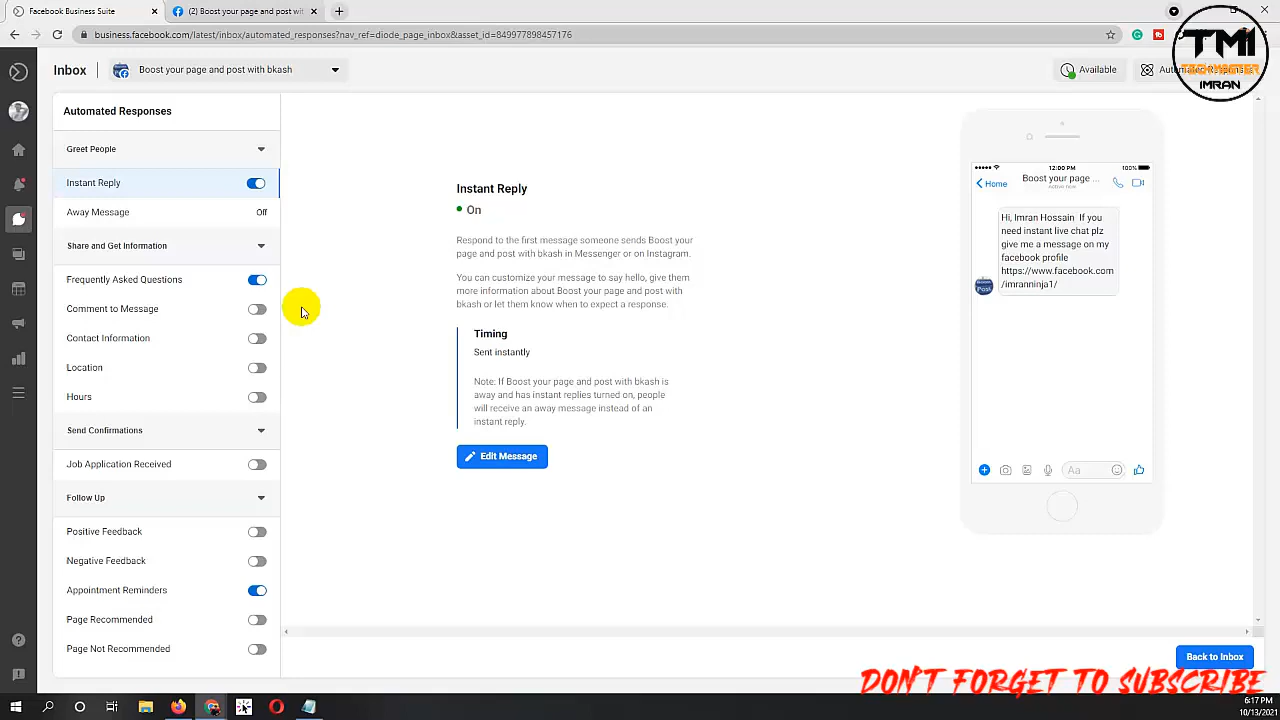 Facebook Business Suite
(2) Boost your page and post wit
business.facebook.com/latest/inbox/automated_responses?nav_ref=diode_page_inbox&asset_id=849977898457176
TMI
TECHMASTER
IMRAN
Inbox
Boost your page and post with bkash
Available
Automated Responses
Greet People
Instant Reply
Away Message
Off
Share and Get Information
Frequently Asked Questions
Comment to Message
Contact Information
Location
Hours
Send Confirmations
Job Application Received
Follow Up
Positive Feedback
Negative Feedback
Appointment Reminders
Page Recommended
Page Not Recommended
Instant Reply
On
Respond to the first message someone sends Boost your
page and post with bkash in Messenger or on Instagram.
You can customize your message to say hello, give them
more information about Boost your page and post with
bkash or let them know when to expect a response.
Timing
Sent instantly
Note: If Boost your page and post with bkash is
away and has instant replies turned on, people
will receive an away message instead of an
instant reply.
Edit Message
12:00 PM
100%
Home
Boost your page ...
Active now
Hi, Imran Hossain If you
need instant live chat plz
give me a message on my
facebook profile
https://www.facebook.com
/imranninja1/
Aa
Back to Inbox
DON'T FORGET TO SUBSCRIBE
6:17 PM
10/13/2021